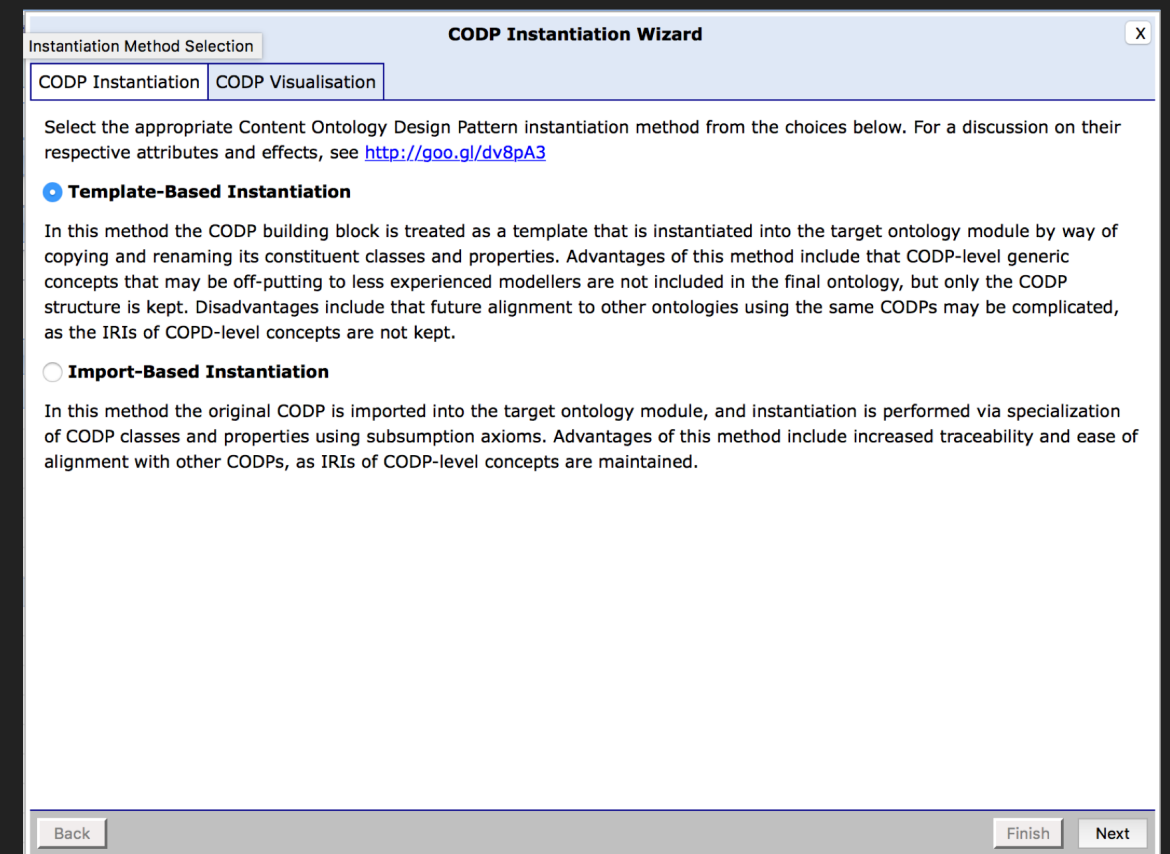 CODP Instantiation Wizard
X
Instantiation Method Selection
CODP Instantiation
CODP Visualisation
Select the appropriate Content Ontology Design Pattern instantiation method from the choices below. For a discussion on their
respective attributes and effects, see http://goo.gl/dv8pA3
Template-Based Instantiation
In this method the CODP building block is treated as a template that is instantiated into the target ontology module by way of
copying and renaming its constituent classes and properties. Advantages of this method include that CODP-level generic
concepts that may be off-putting to less experienced modellers are not included in the final ontology, but only the CODP
structure is kept. Disadvantages include that future alignment to other ontologies using the same CODPs may be complicated,
as the IRIs of COPD-level concepts are not kept.
Import-Based Instantiation
In this method the original CODP is imported into the target ontology module, and instantiation is performed via specialization
of CODP classes and properties using subsumption axioms. Advantages of this method include increased traceability and ease of
alignment with other CODPs, as IRIs of CODP-level concepts are maintained.
Back
Finish
Next